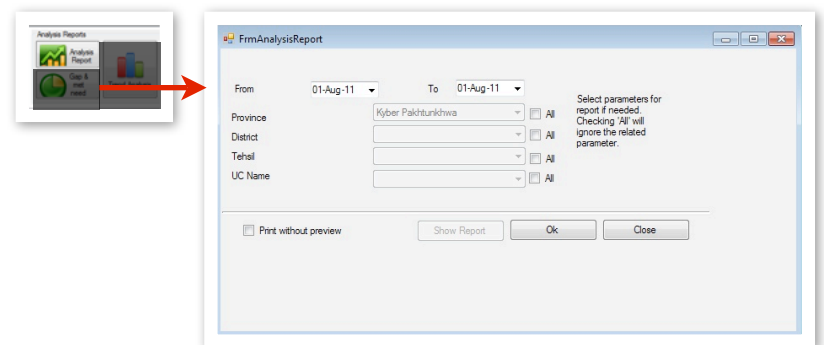 Analysis Reports
Analysis
Report
Gap &
met
need
Trend Analysis
FrmAnalysisReport
From 01-Aug-11 To 01-Aug-11
Province Kyber Pakhtunkhwa All
District All
Tehsil All
UC Name All
Select parameters for
report if needed.
Checking 'All' will
ignore the related
parameter.
Print without preview Show Report Ok Close